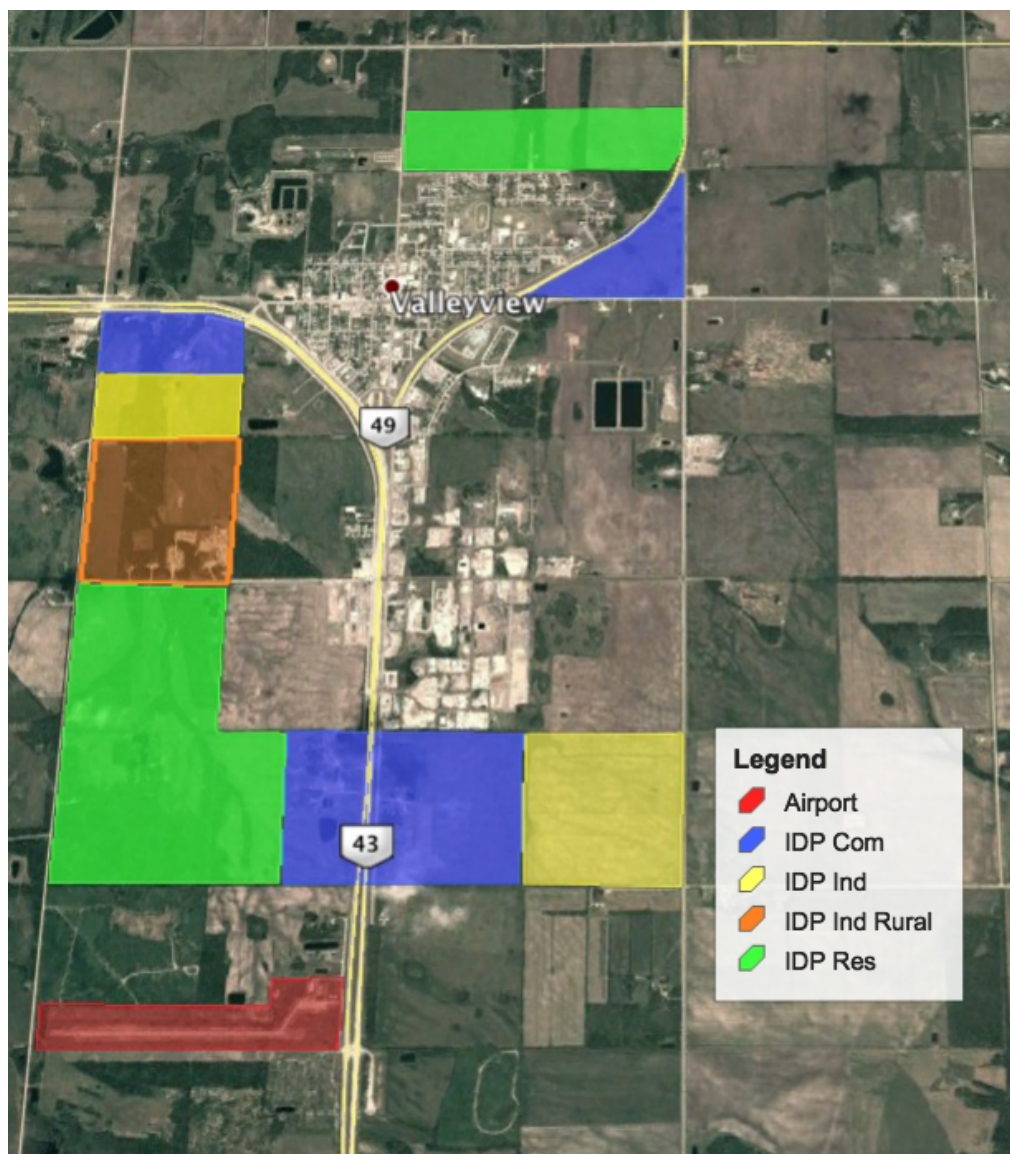 Valleyview
49
43
Legend
Airport
IDP Com
IDP Ind
IDP Ind Rural
IDP Res